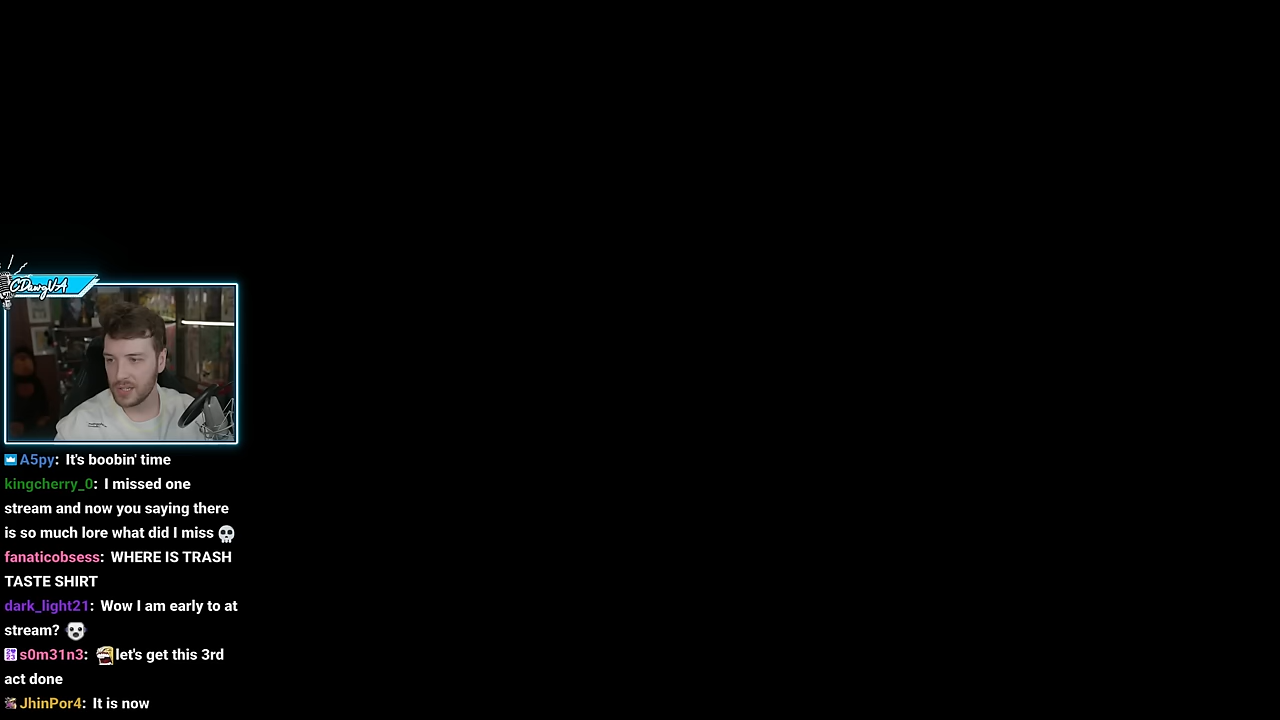 CDawgVA
A5py: It's boobin' time
kingcherry_0: I missed one
stream and now you saying there
is so much lore what did I miss
fanaticobsess: WHERE IS TRASH
TASTE SHIRT
dark_light21: Wow I am early to at
stream?
s0m31n3: let's get this 3rd
act done
JhinPor4: It is now